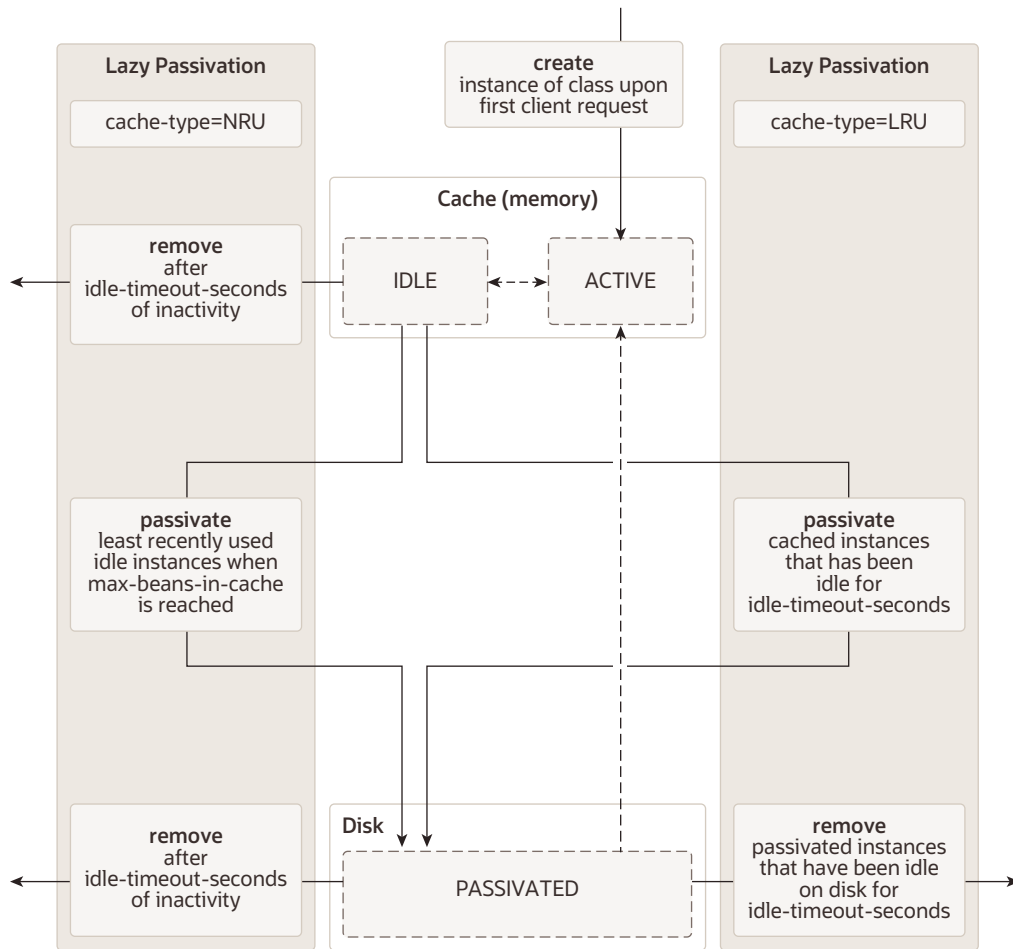 Lazy Passivation
cache-type=NRU
create
instance of class upon
first client request
Lazy Passivation
cache-type=LRU
Cache (memory)
IDLE
ACTIVE
remove
after
idle-timeout-seconds
of inactivity
passivate
least recently used
idle instances when
max-beans-in-cache
is reached
passivate
cached instances
that has been
idle for
idle-timeout-seconds
remove
after
idle-timeout-seconds
of inactivity
Disk
PASSIVATED
remove
passivated instances
that have been idle
on disk for
idle-timeout-seconds